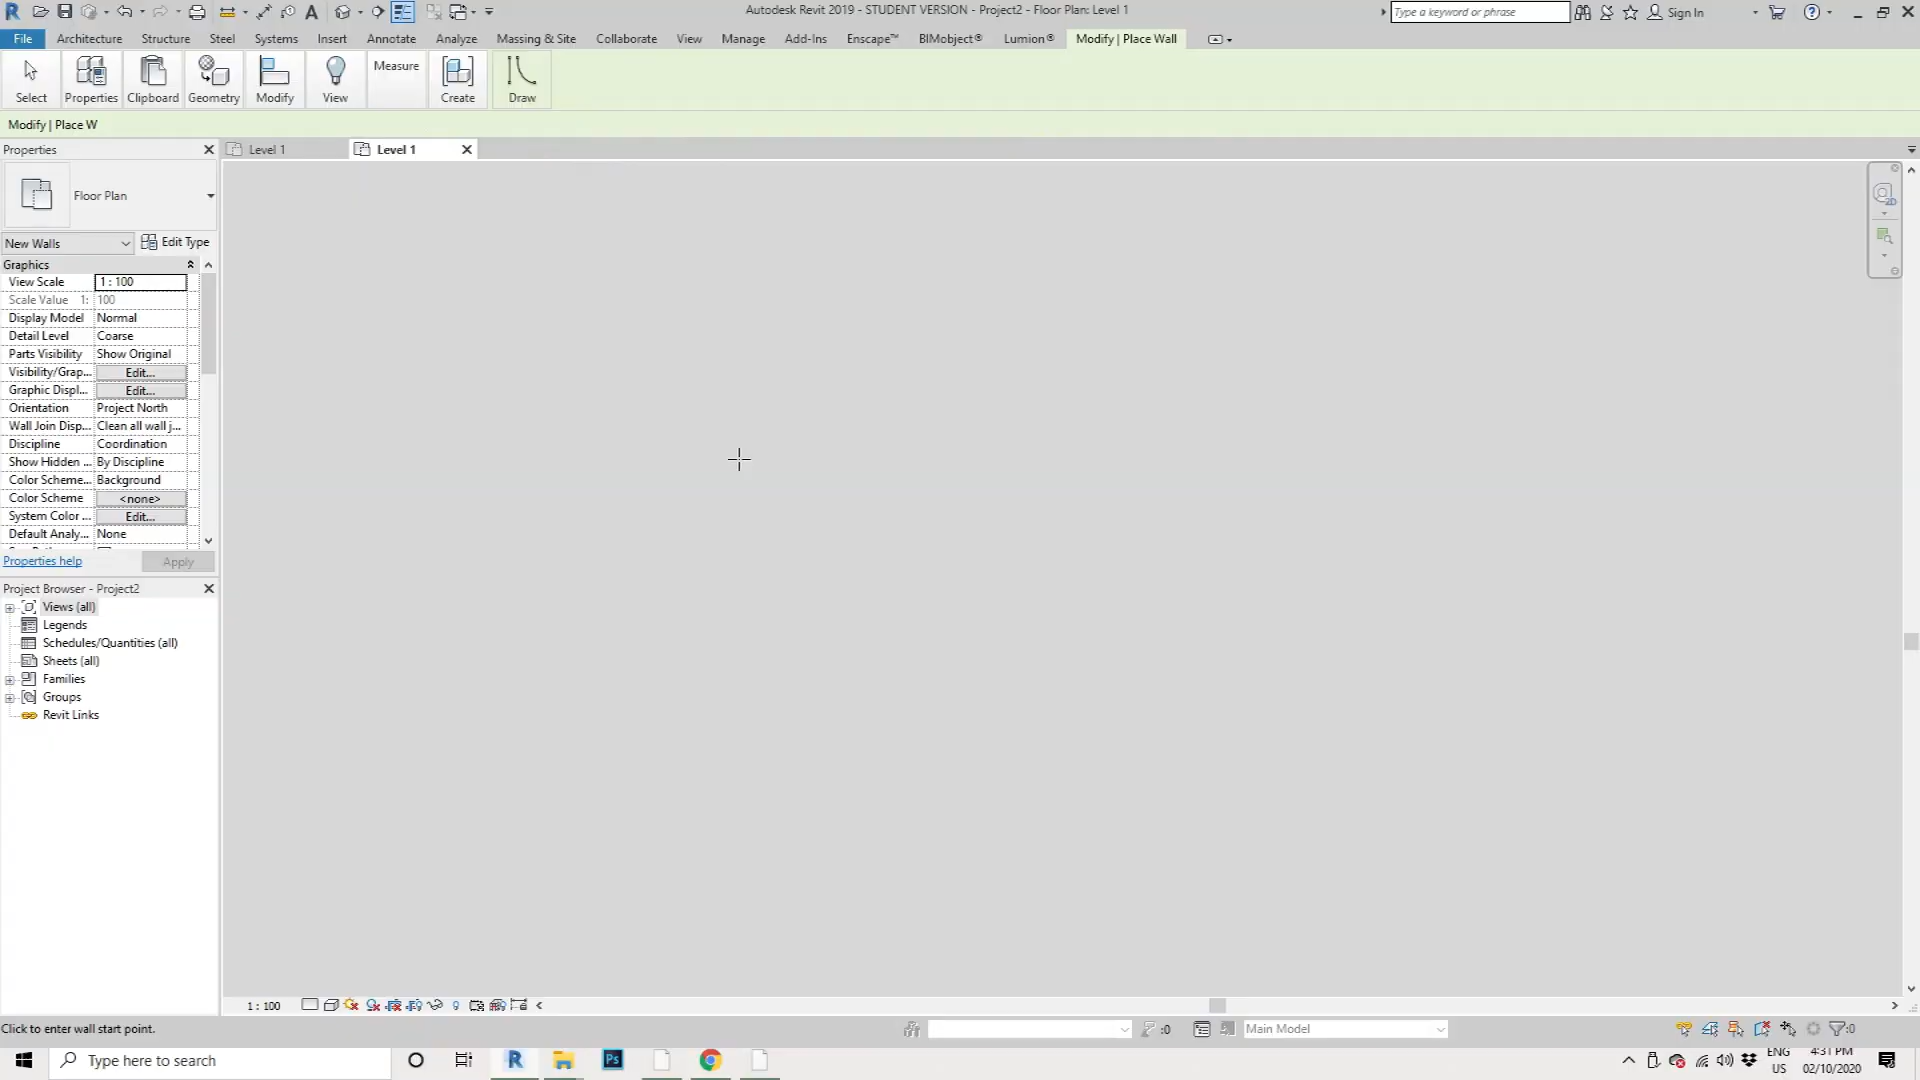 Autodesk Revit 2019 - STUDENT VERSION - Project2 - Floor Plan: Level 1
Type a keyword or phrase
Sign In
File Architecture Structure Steel Systems Insert Annotate Analyze Massing & Site Collaborate View Manage Add-Ins Enscape™ BIMobject® Lumion® Modify | Place Wall
Measure
Select Properties Clipboard Geometry Modify View Create Draw
Modify | Place W
Properties
Level 1
Level 1
Floor Plan
New Walls Edit Type
Graphics
View Scale 1 : 100
Scale Value 1: 100
Display Model Normal
Detail Level Coarse
Parts Visibility Show Original
Visibility/Grap... Edit...
Graphic Displ... Edit...
Orientation Project North
Wall Join Disp... Clean all wall j...
Discipline Coordination
Show Hidden ... By Discipline
Color Scheme... Background
Color Scheme <none>
System Color ... Edit...
Default Analy... None
Properties help Apply
Project Browser - Project2
Views (all)
Legends
Schedules/Quantities (all)
Sheets (all)
Families
Groups
Revit Links
1 : 100
Click to enter wall start point.
:0
Main Model
:0
Type here to search
Ps
ENG
US
4:31 PM
02/10/2020